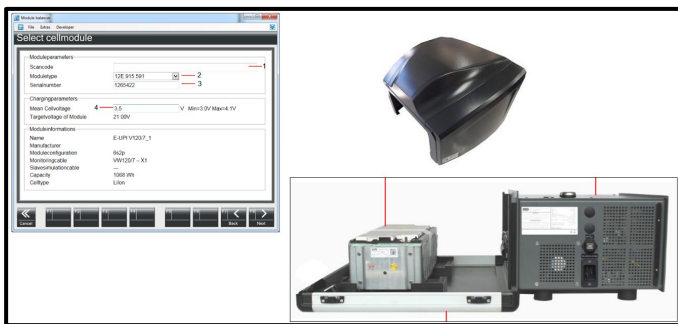 Module balancer
File Extras Developer
Select cellmodule
Moduleparameters
Scancode 1
Moduletype 12E.915.591 2
Serialnumber 1265422 3
Chargingparameters
Mean Cellvoltage 4 3.5 V Min=3.0V Max=4.1V
Targetvoltage of Module 21.00V
Moduleinformations
Name E-UP! V120/7_1
Manufacturer
Moduleconfiguration 6s2p
Monitoringcable VW120/7 - X1
Slavesimulationcable ---
Capacity 1068 Wh
Celltype LiIon
Cancel Back Next